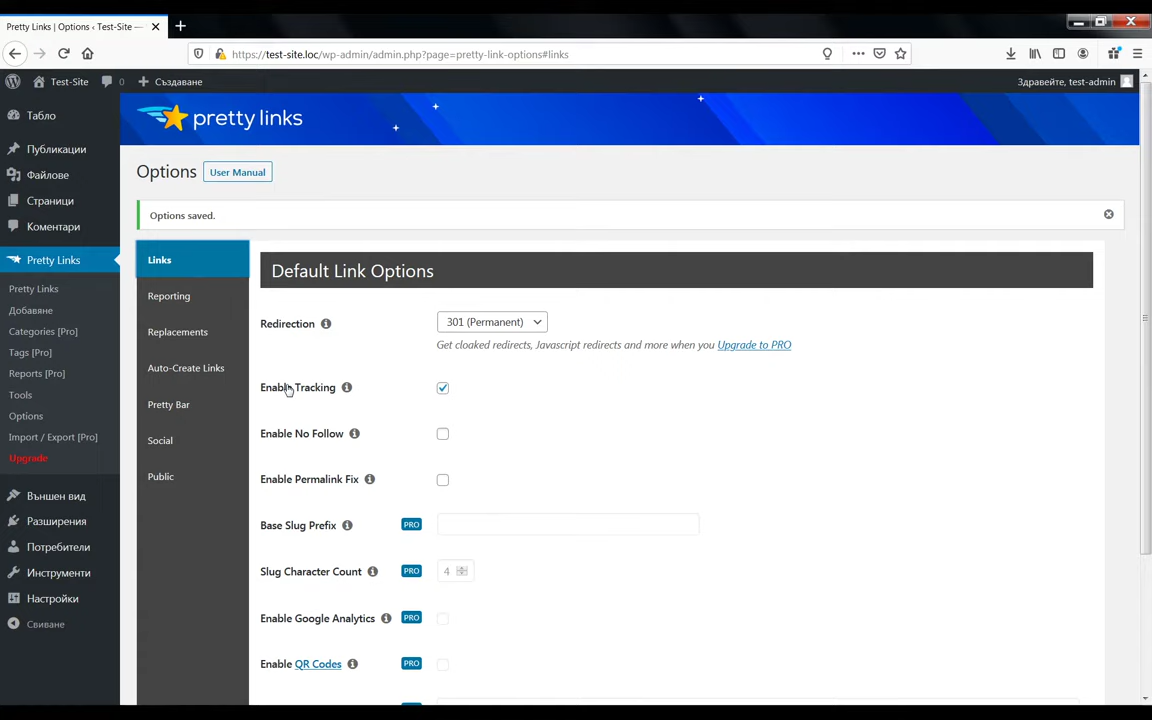 Pretty Links | Options ‹ Test-Site —
https://test-site.loc/wp-admin/admin.php?page=pretty-link-options#links
Test-Site 0 Създаване Здравейте, test-admin
Табло
Публикации
Файлове
Страници
Коментари
Pretty Links
Pretty Links
Добавяне
Categories [Pro]
Tags [Pro]
Reports [Pro]
Tools
Options
Import / Export [Pro]
Upgrade
Външен вид
Разширения
Потребители
Инструменти
Настройки
Свиване
pretty links
Options User Manual
Options saved.
Links
Reporting
Replacements
Auto-Create Links
Pretty Bar
Social
Public
Default Link Options
Redirection 301 (Permanent)
Get cloaked redirects, Javascript redirects and more when you Upgrade to PRO
Enable Tracking
Enable No Follow
Enable Permalink Fix
Base Slug Prefix PRO
Slug Character Count PRO 4
Enable Google Analytics PRO
Enable QR Codes PRO